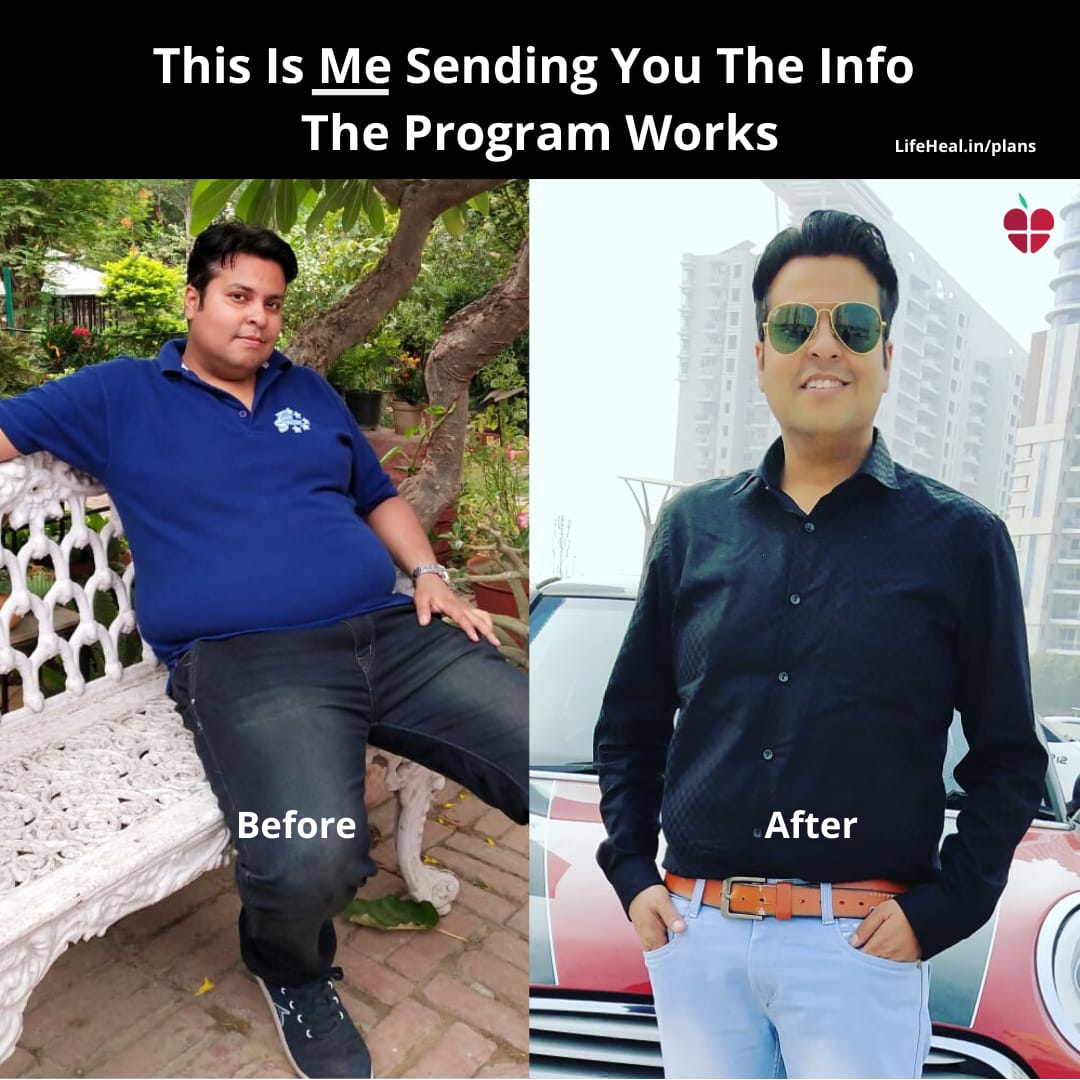 This Is Me Sending You The Info
The Program Works
LifeHeal.in/plans
Before
After